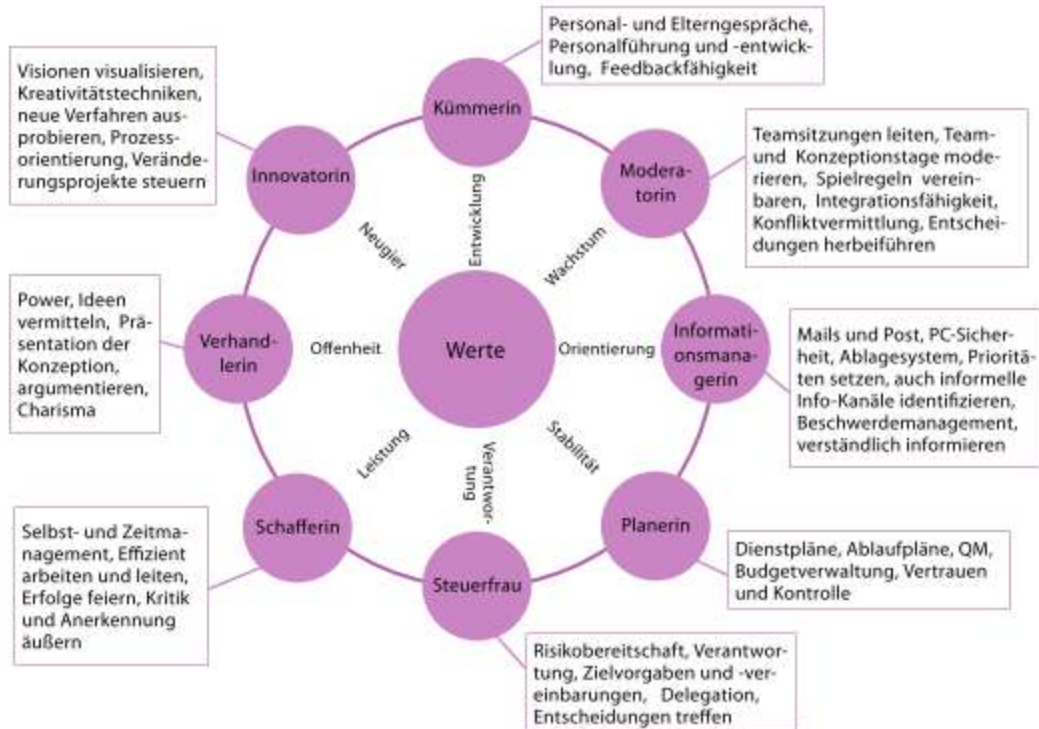 Personal- und Elterngespräche,
Personalführung und -entwick-
lung, Feedbackfähigkeit
Kümmerin
Entwicklung
Teamsitzungen leiten, Team-
und Konzeptionstage mode-
rieren, Spielregeln verein-
baren, Integrationsfähigkeit,
Konfliktvermittlung, Entschei-
dungen herbeiführen
Modera-
torin
Wachstum
Mails und Post, PC-Sicher-
heit, Ablagesystem, Prioritä-
ten setzen, auch informelle
Info-Kanäle identifizieren,
Beschwerdemanagement,
verständlich informieren
Informati-
onsmana-
gerin
Orientierung
Dienstpläne, Ablaufpläne, QM,
Budgetverwaltung, Vertrauen
und Kontrolle
Planerin
Stabilität
Risikobereitschaft, Verantwor-
tung, Zielvorgaben und -ver-
einbarungen, Delegation,
Entscheidungen treffen
Steuerfrau
Verantwor-
tung
Selbst- und Zeitma-
nagement, Effizient
arbeiten und leiten,
Erfolge feiern, Kritik
und Anerkennung
äußern
Schafferin
Leistung
Power, Ideen
vermitteln, Prä-
sentation der
Konzeption,
argumentieren,
Charisma
Verhand-
lerin
Offenheit
Visionen visualisieren,
Kreativitätstechniken,
neue Verfahren aus-
probieren, Prozess-
orientierung, Verände-
rungsprojekte steuern
Innovatorin
Neugier
Werte